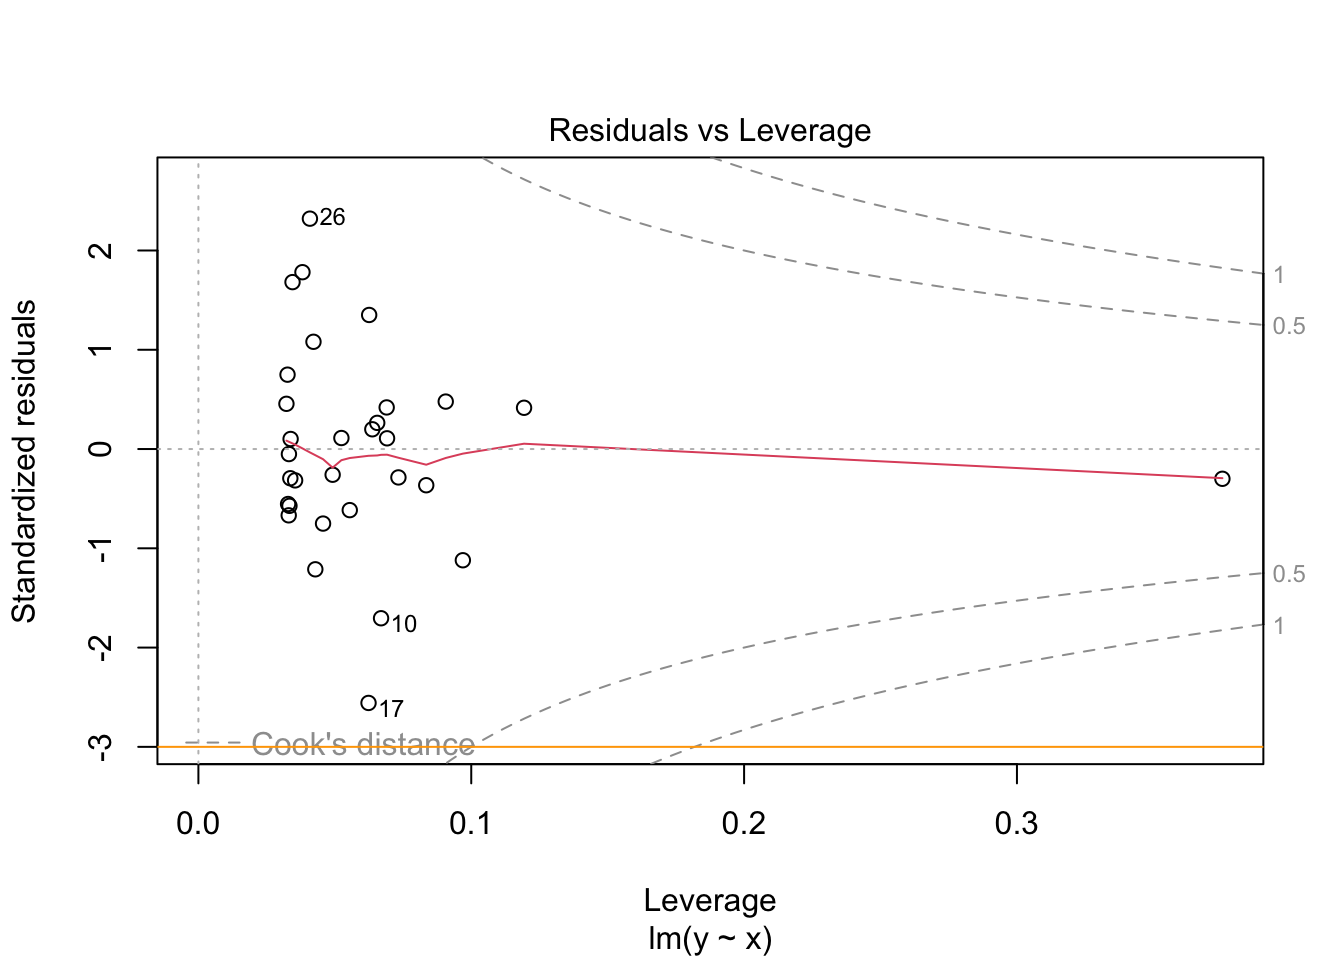 Residuals vs Leverage
Standardized residuals
2
1
0
-1
-2
-3
26
10
17
1
0.5
0.5
1
Cook's distance
0.0 0.1 0.2 0.3
Leverage
lm(y ~ x)